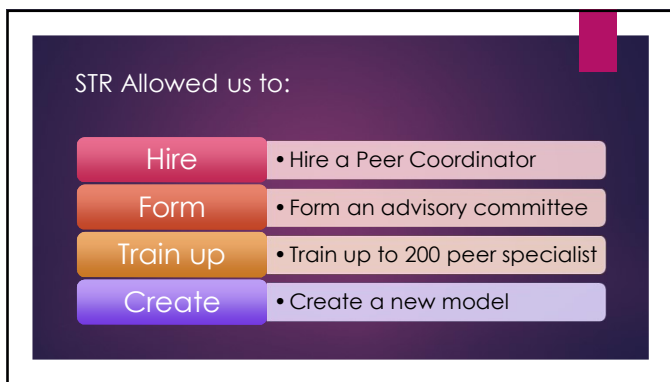 STR Allowed us to:
Hire
• Hire a Peer Coordinator
Form
• Form an advisory committee
Train up
• Train up to 200 peer specialist
Create
• Create a new model